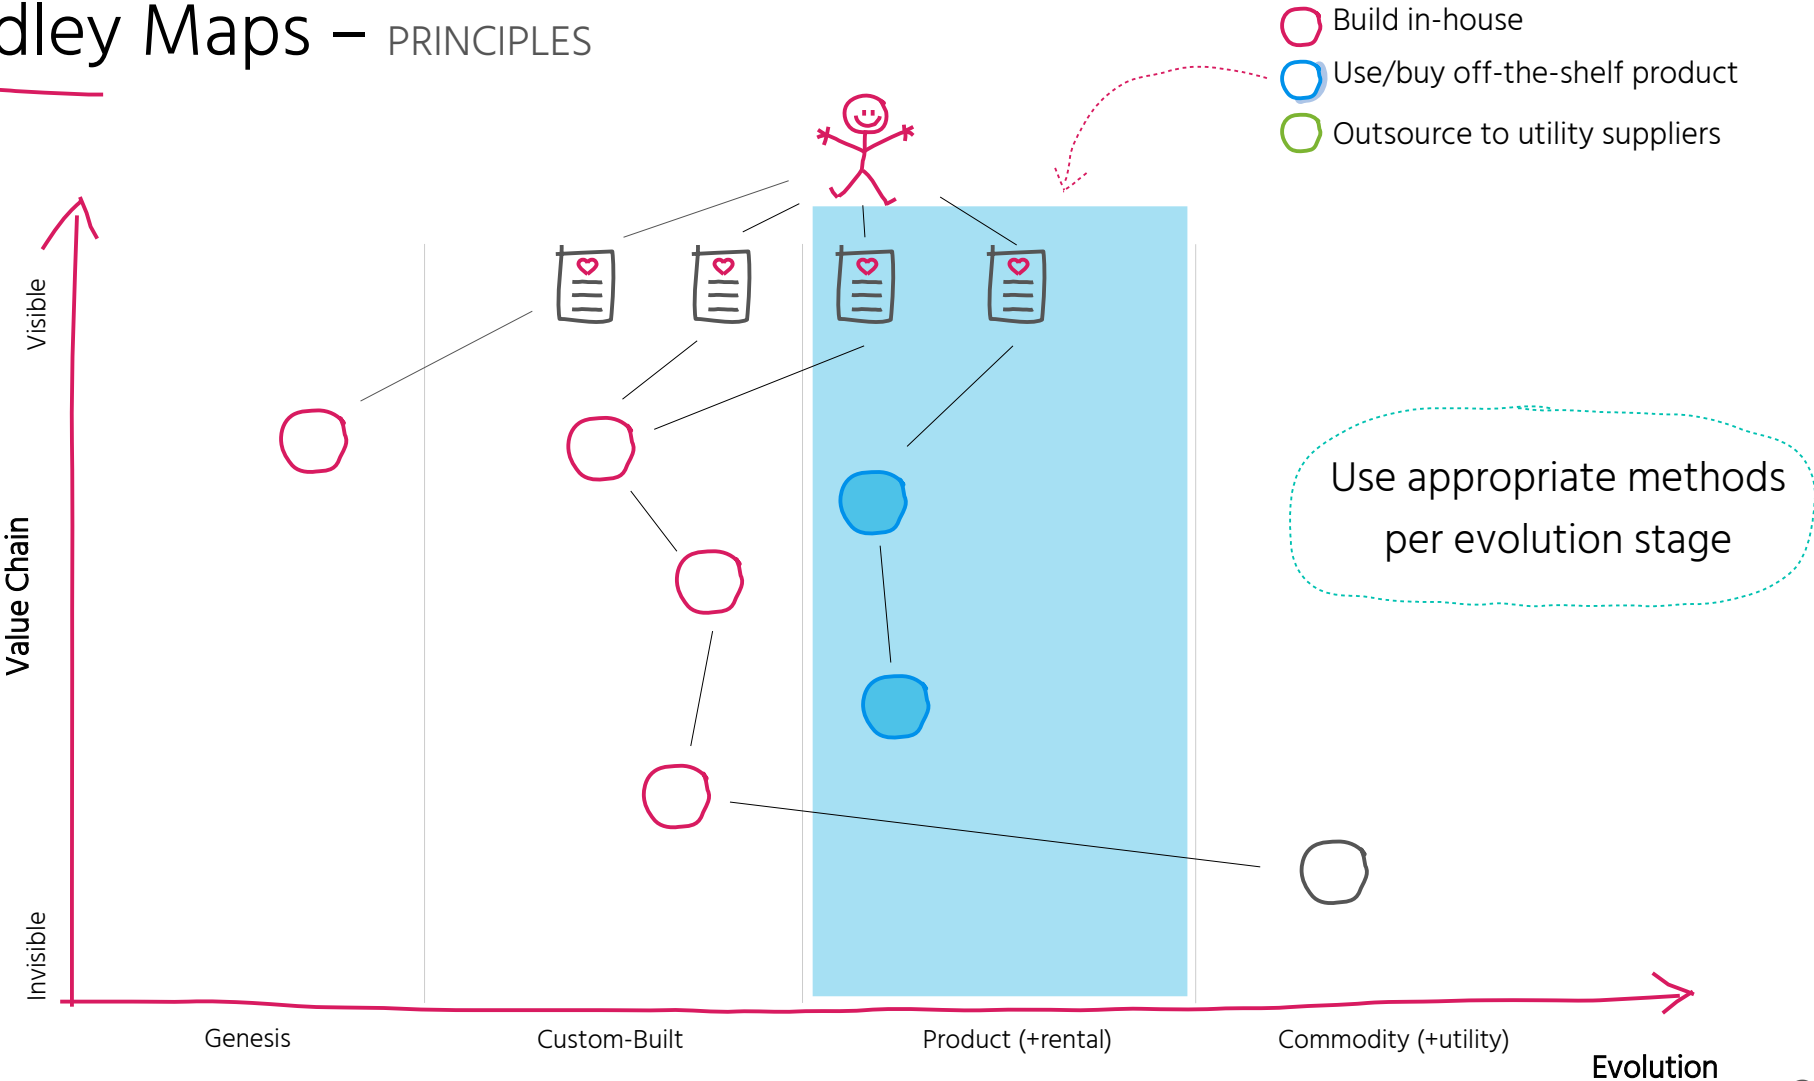 dley Maps – PRINCIPLES
Build in-house
Use/buy off-the-shelf product
Outsource to utility suppliers
Visible
Value Chain
Invisible
Use appropriate methods
per evolution stage
Genesis
Custom-Built
Product (+rental)
Commodity (+utility)
Evolution